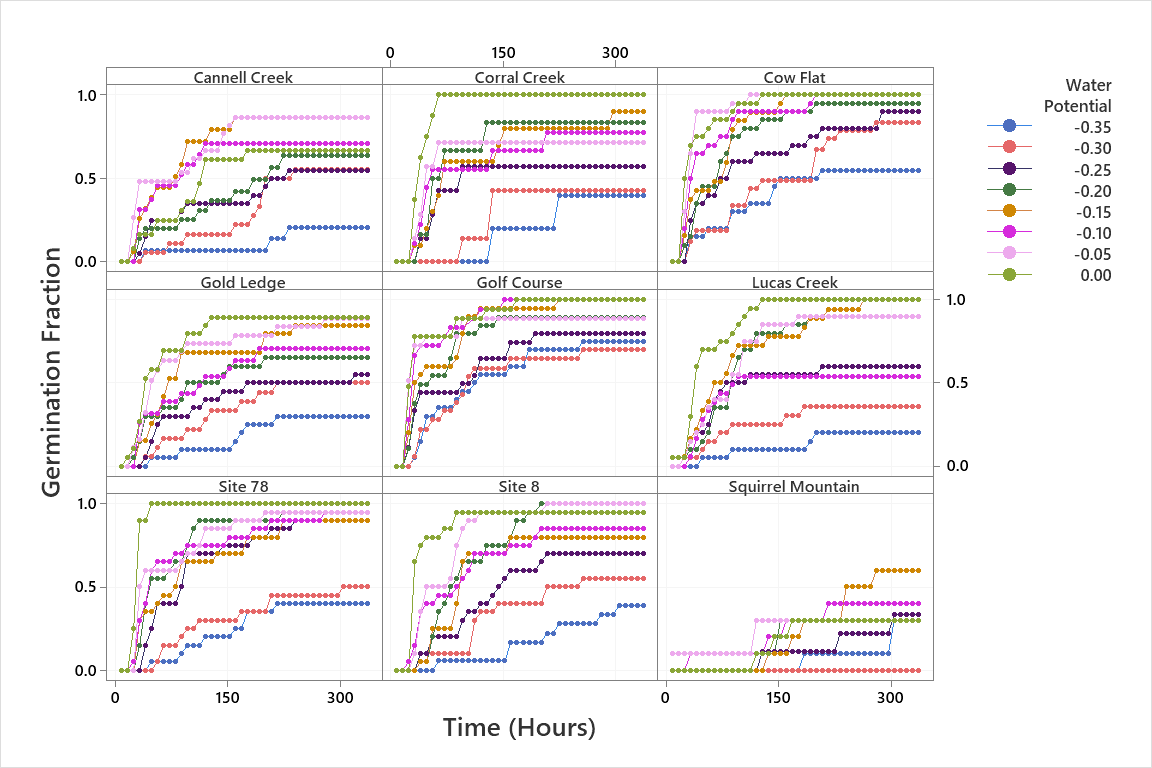 0 150 300
Cannell Creek Corral Creek Cow Flat
Water
Potential
-0.35
-0.30
-0.25
-0.20
-0.15
-0.10
-0.05
0.00
1.0
0.5
0.0
Germination Fraction
Gold Ledge Golf Course Lucas Creek
1.0
0.5
0.0
Site 78 Site 8 Squirrel Mountain
1.0
0.5
0.0
0 150 300 0 150 300
Time (Hours)